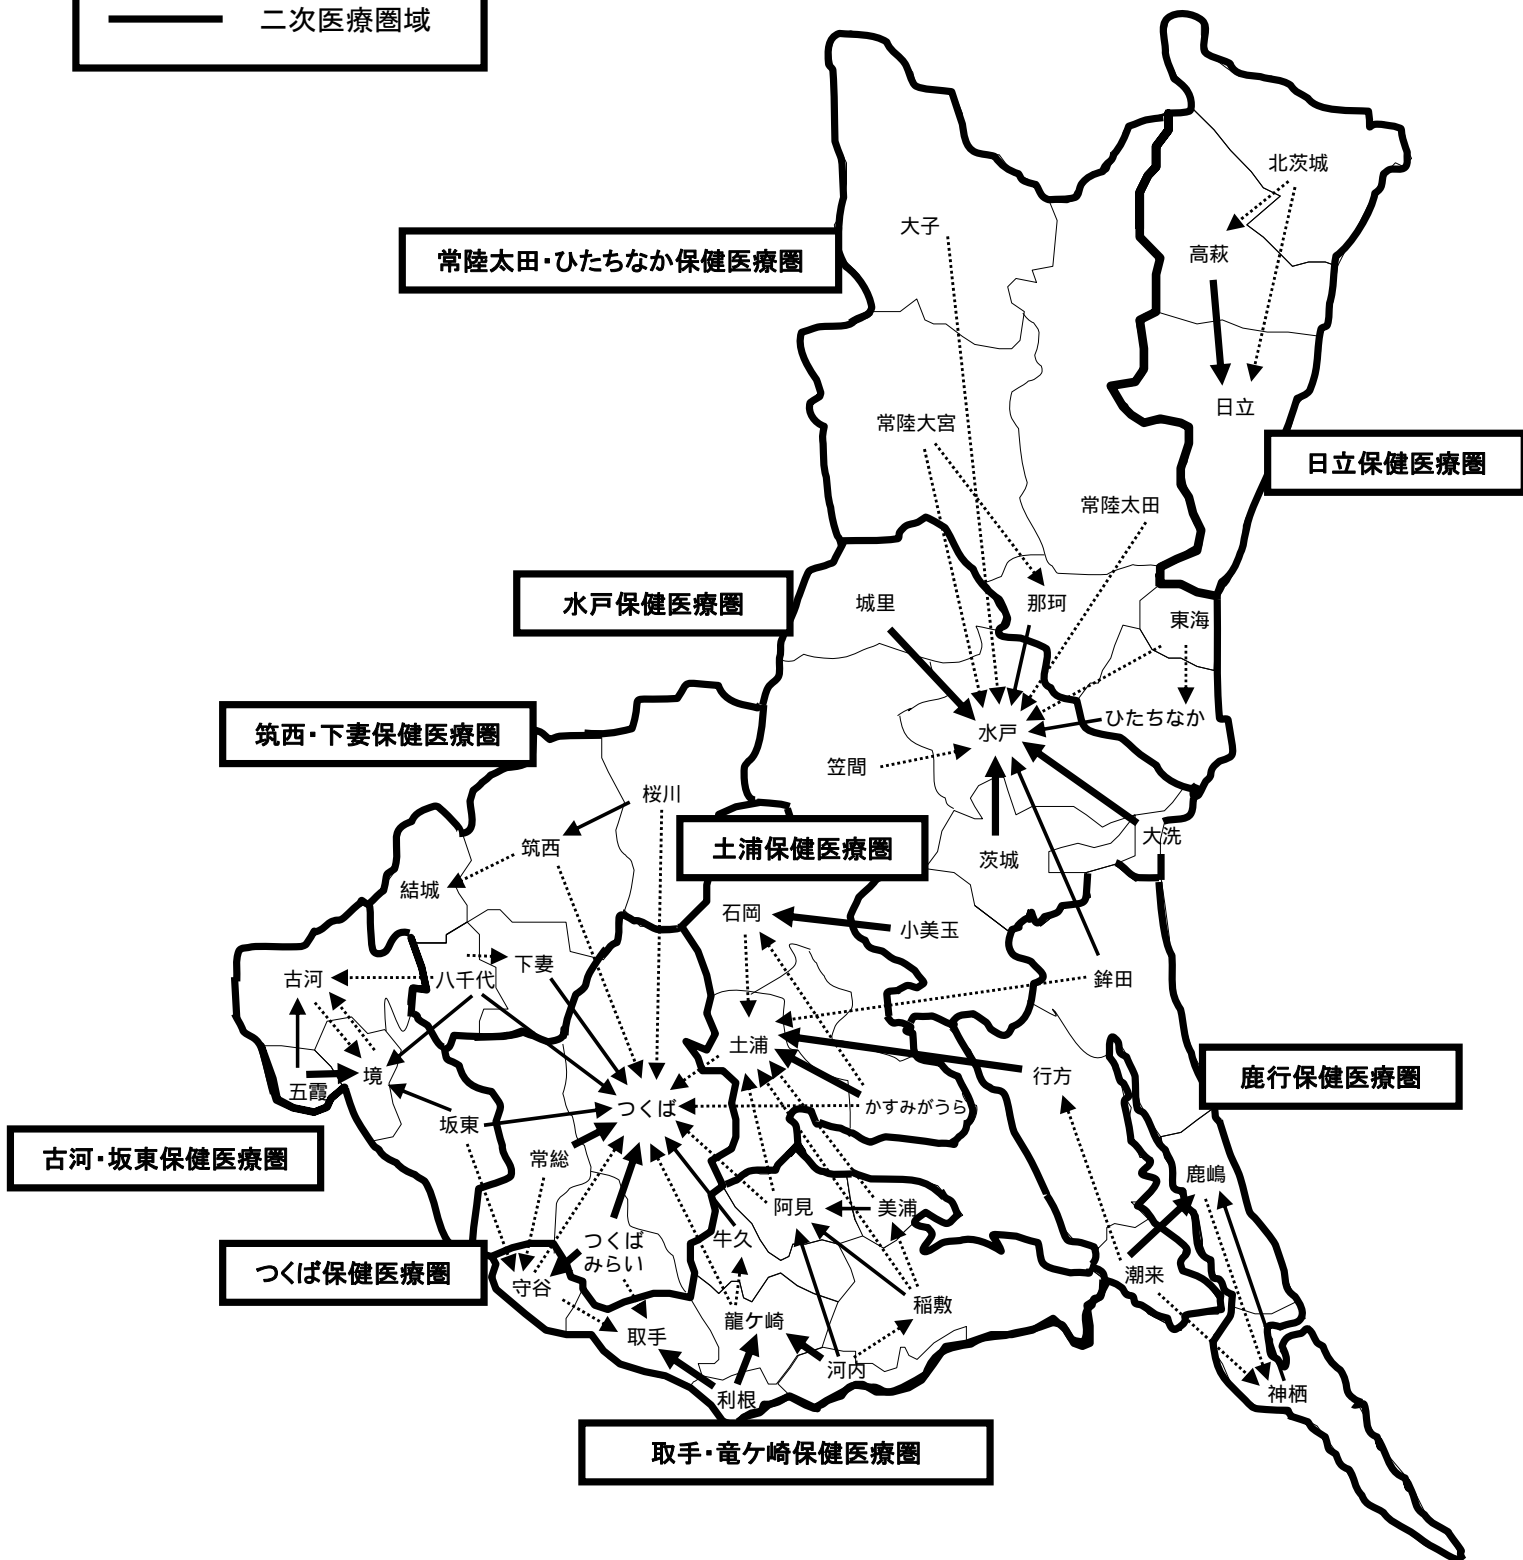 二次医療圏域
北茨城
大子
高萩
常陸太田・ひたちなか保健医療圏
日立
常陸大宮
日立保健医療圏
常陸太田
水戸保健医療圏
城里
那珂
東海
筑西・下妻保健医療圏
ひたちなか
水戸
笠間
桜川
筑西
土浦保健医療圏
大洗
茨城
結城
石岡
小美玉
古河
八千代
下妻
鉾田
土浦
境
五霞
行方
鹿行保健医療圏
つくば
かすみがうら
坂東
古河・坂東保健医療圏
常総
鹿嶋
阿見
美浦
つくば
みらい
牛久
つくば保健医療圏
守谷
潮来
稲敷
龍ケ崎
取手
河内
利根
神栖
取手・竜ケ崎保健医療圏